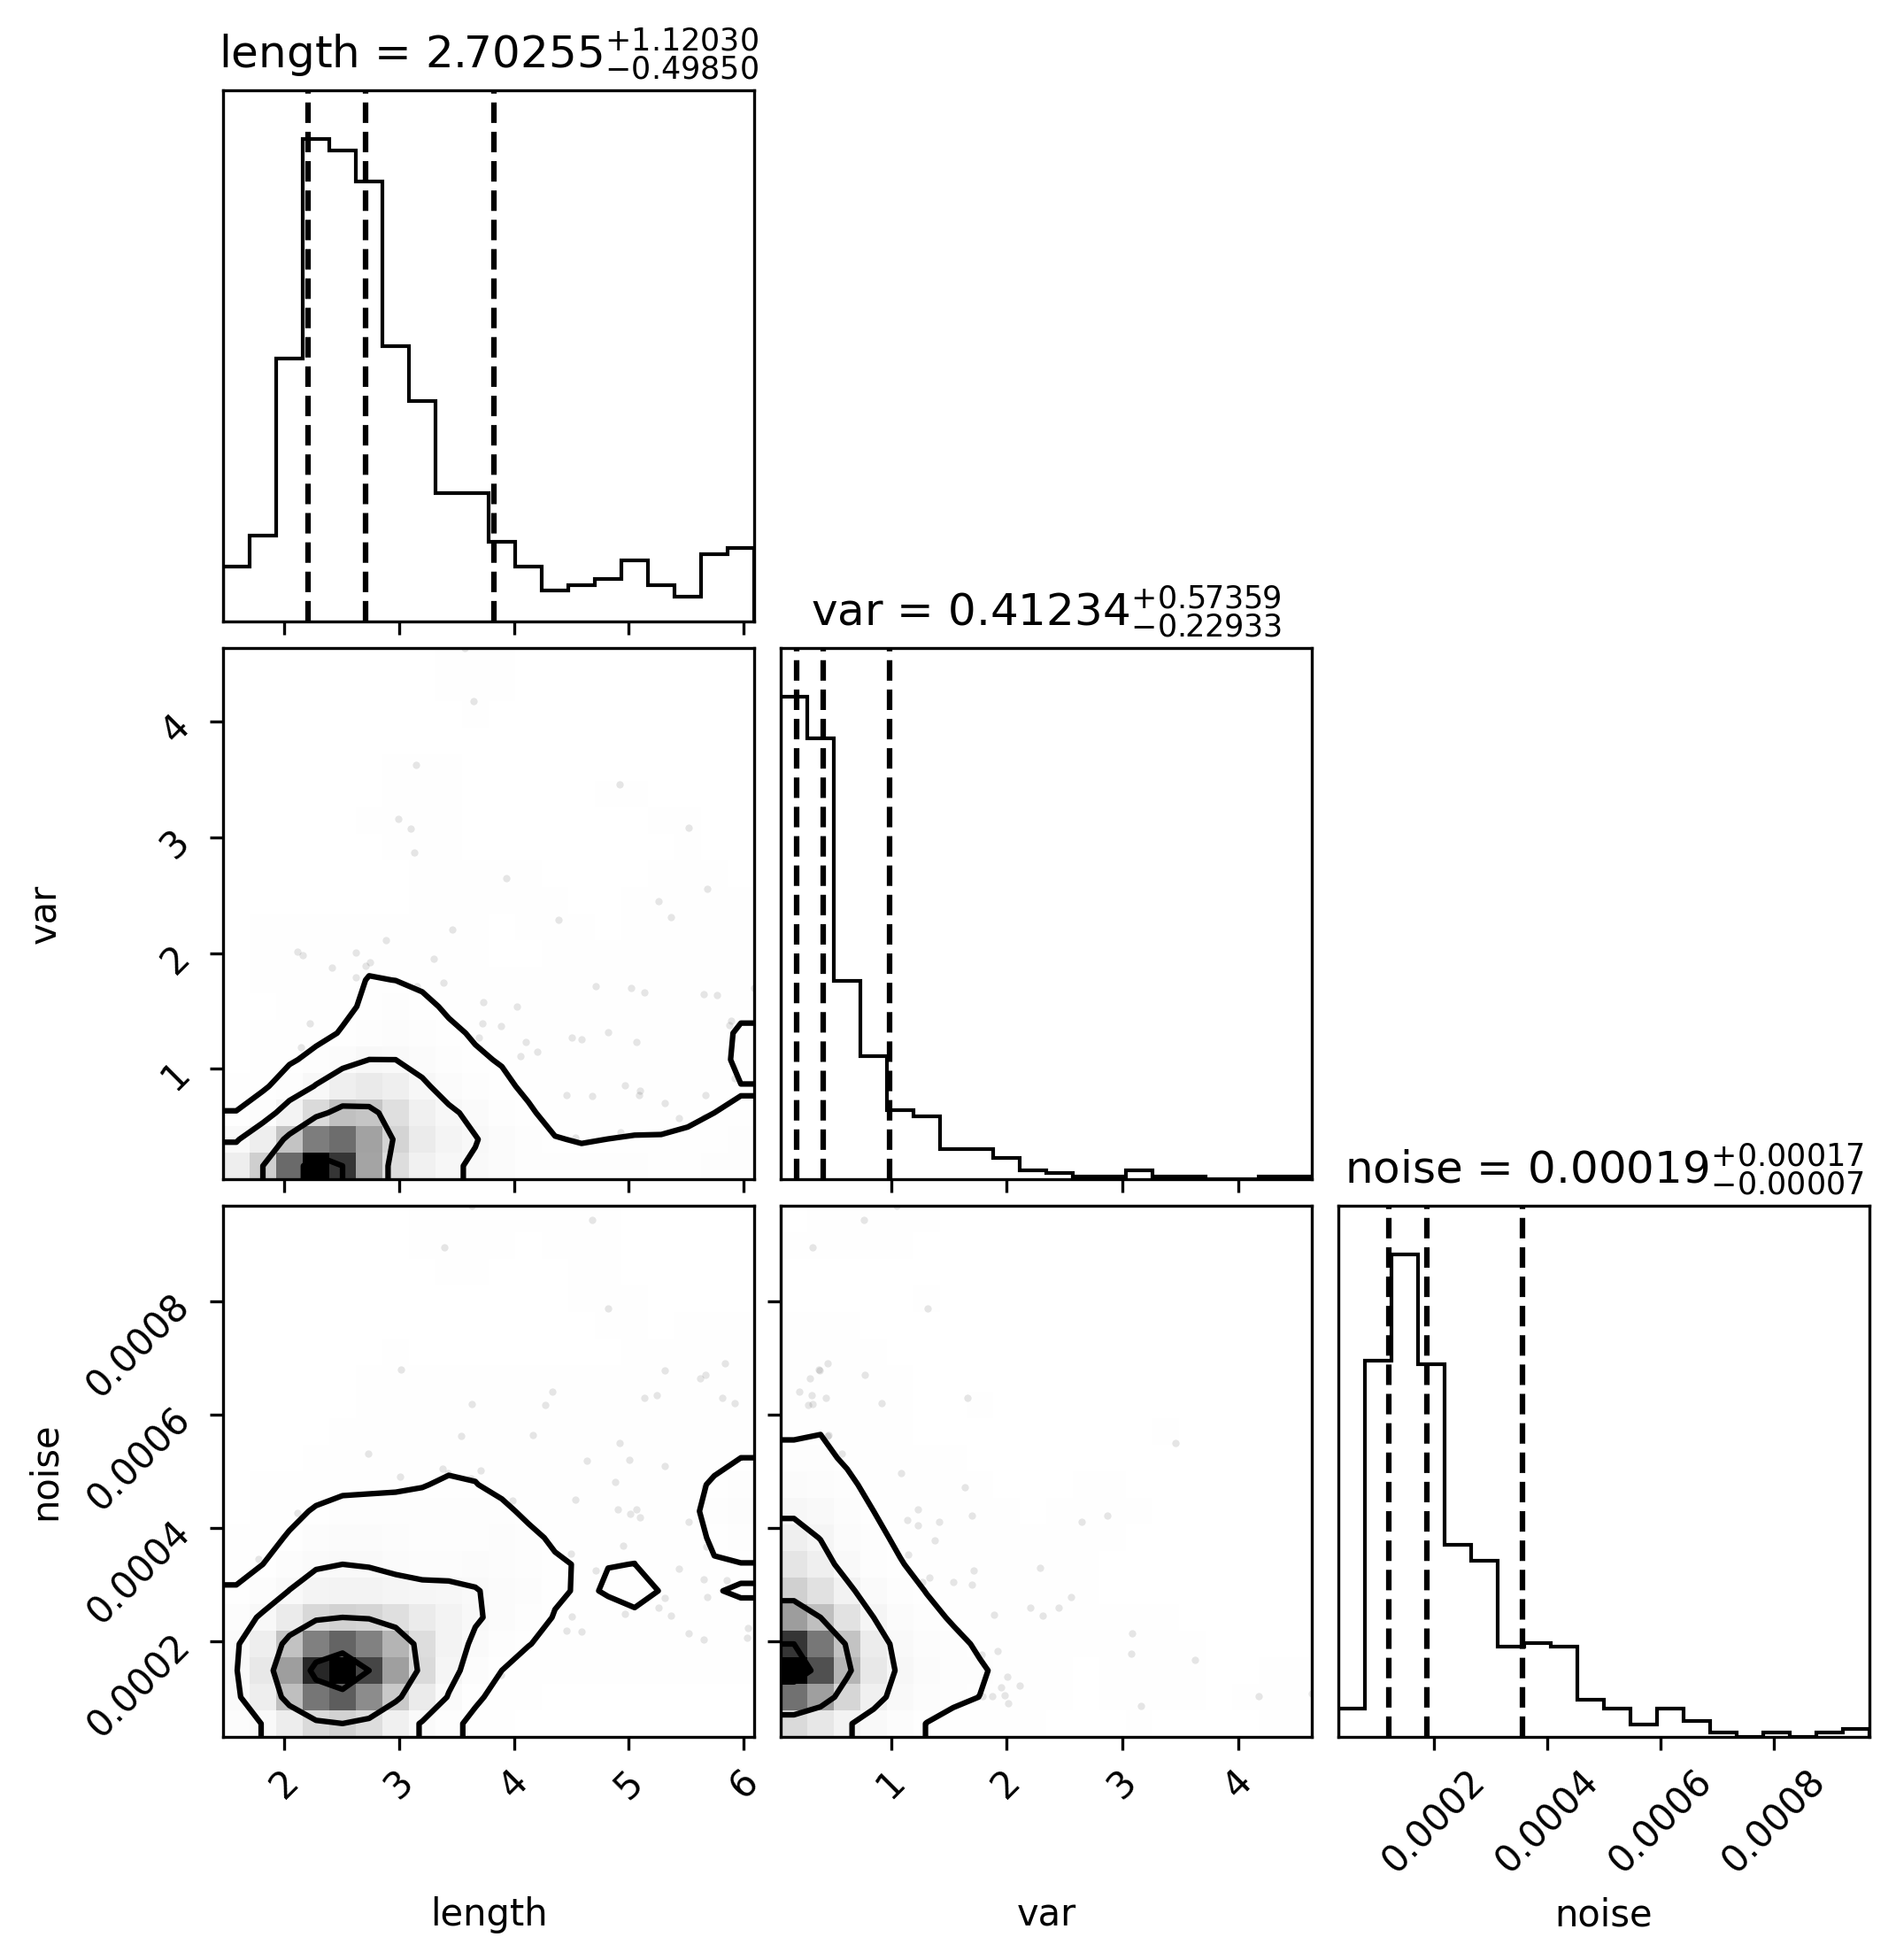 length = 2.70255+1.12030−0.49850
var = 0.41234+0.57359−0.22933
4
3
2
1
var
noise = 0.00019+0.00017−0.00007
0.0008
0.0006
0.0004
0.0002
noise
2 3 4 5 6
1 2 3 4
0.0002 0.0004 0.0006 0.0008
length
var
noise